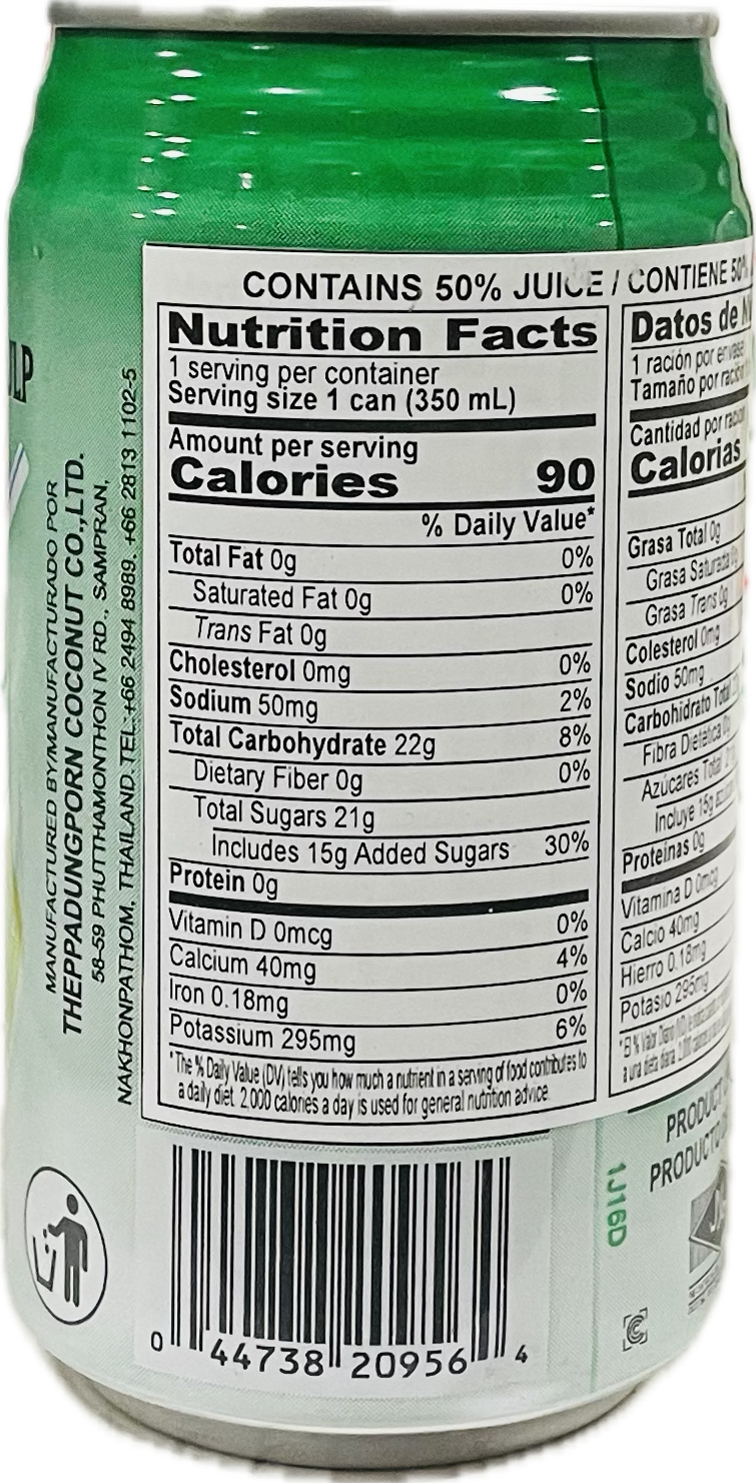 CONTAINS 50% JUICE / CONTIENE 50%
Nutrition Facts
1 serving per container
Serving size 1 can (350 mL)
Amount per serving
Calories 90
% Daily Value*
Total Fat 0g 0%
Saturated Fat 0g 0%
Trans Fat 0g
Cholesterol 0mg 0%
Sodium 50mg 2%
Total Carbohydrate 22g 8%
Dietary Fiber 0g 0%
Total Sugars 21g
Includes 15g Added Sugars 30%
Protein 0g
Vitamin D 0mcg 0%
Calcium 40mg 4%
Iron 0.18mg 0%
Potassium 295mg 6%
*The % Daily Value (DV) tells you how much a nutrient in a serving of food contributes to
a daily diet. 2,000 calories a day is used for general nutrition advice.
Datos de
1 ración por envase
Tamaño por ración
Cantidad por
Calorias
Grasa Total 0g
Grasa Saturada
Grasa Trans 0g
Colesterol 0mg
Sodio 50mg
Carbohidrato Total
Fibra Dietética
Azúcares Total
Incluye 15g
Proteinas 0g
Vitamina D 0mcg
Calcio 40mg
Hierro 0.18mg
Potasio 295mg
PRODUCT
PRODUCTO
1J16D
MANUFACTURED BY/MANUFACTURADO POR
THEPPADUNGPORN COCONUT CO.,LTD.
58-59 PHUTTHAMONTHON IV RD., SAMPRAN,
NAKHONPATHOM, THAILAND. TEL:+66 2494 8989, +66 2813 1102-5
0 44738 20956 4